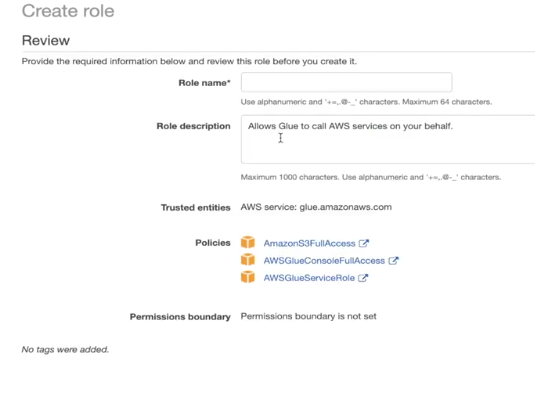 Create role
Review
Provide the required information below and review this role before you create it.
Role name*
Use alphanumeric and '+=,.@-_' characters. Maximum 64 characters.
Role description Allows Glue to call AWS services on your behalf.
Maximum 1000 characters. Use alphanumeric and '+=,.@-_' characters.
Trusted entities AWS service: glue.amazonaws.com
Policies AmazonS3FullAccess
AWSGlueConsoleFullAccess
AWSGlueServiceRole
Permissions boundary Permissions boundary is not set
No tags were added.